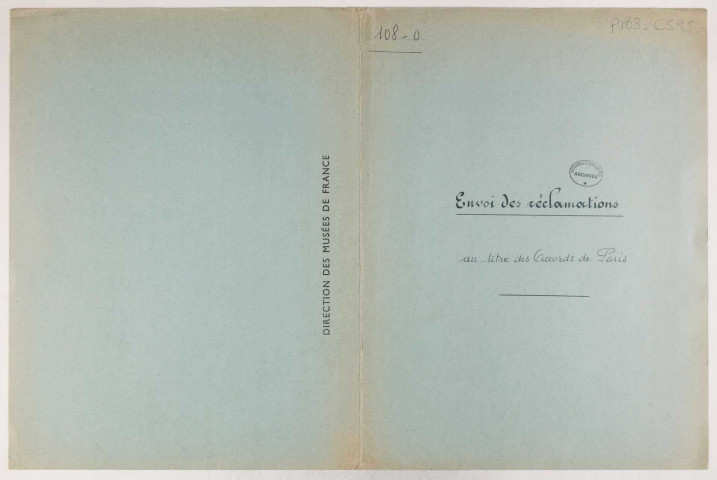 108-0
P183-C595
DIRECTION DES MUSÉES DE FRANCE
ARCHIVES
Envoi des réclamations
au titre des Accords de Paris